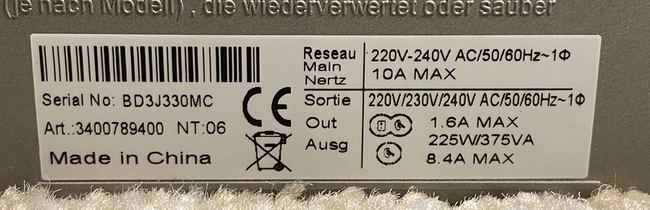 (je nach Modell) , die wiederverwertet oder sauber
Serial No: BD3J330MC
Art.:3400789400 NT:06
Made in China
CE
Reseau
Main
Nertz
220V-240V AC/50/60Hz~1Φ
10A MAX
Sortie
Out
Ausg
220V/230V/240V AC/50/60Hz~1Φ
1.6A MAX
225W/375VA
8.4A MAX